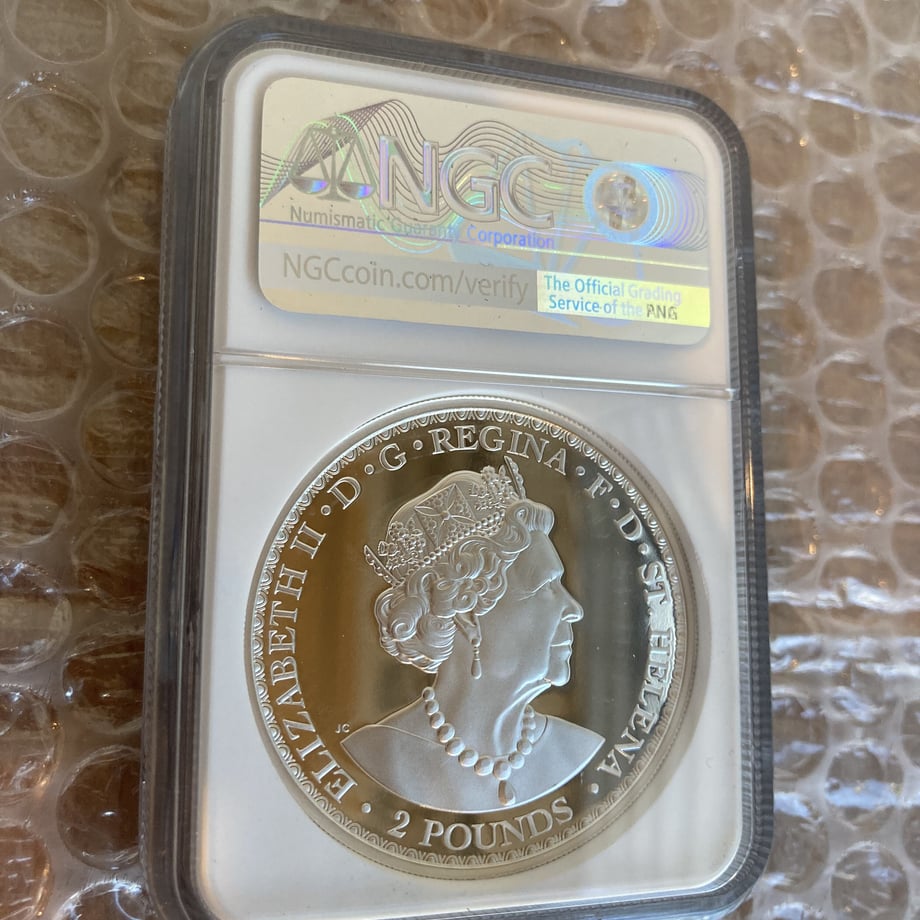 NGC
Numismatic Guaranty Corporation
NGCcoin.com/verify
The Official Grading
Service of the PNG
ELIZABETH II · D · G · REGINA · F · D · ST HELENA ·
JC
· 2 POUNDS ·